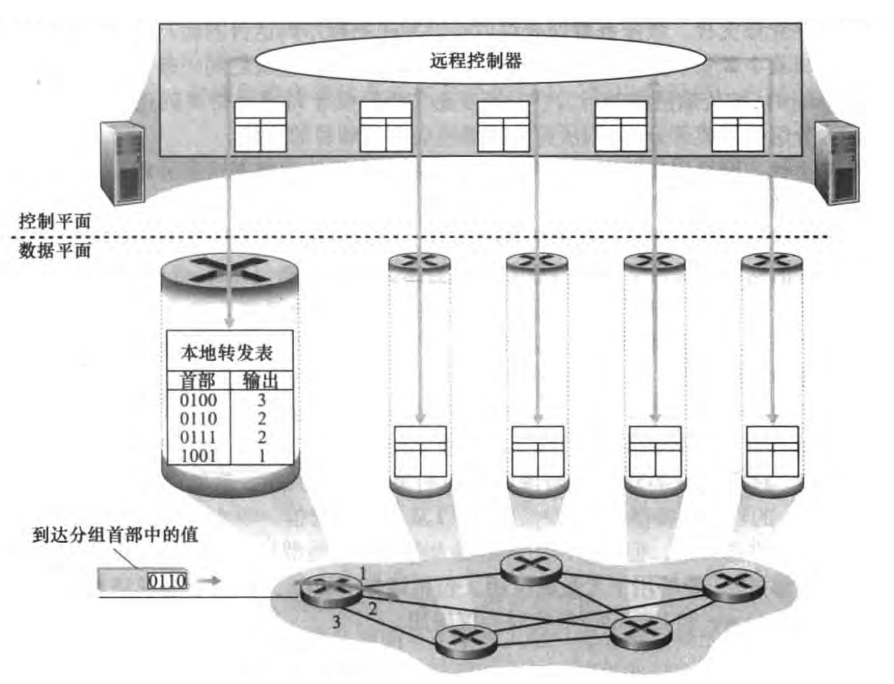 远程控制器
控制平面
数据平面
本地转发表
首部 输出
0100 3
0110 2
0111 2
1001 1
到达分组首部中的值
0110
1
2
3